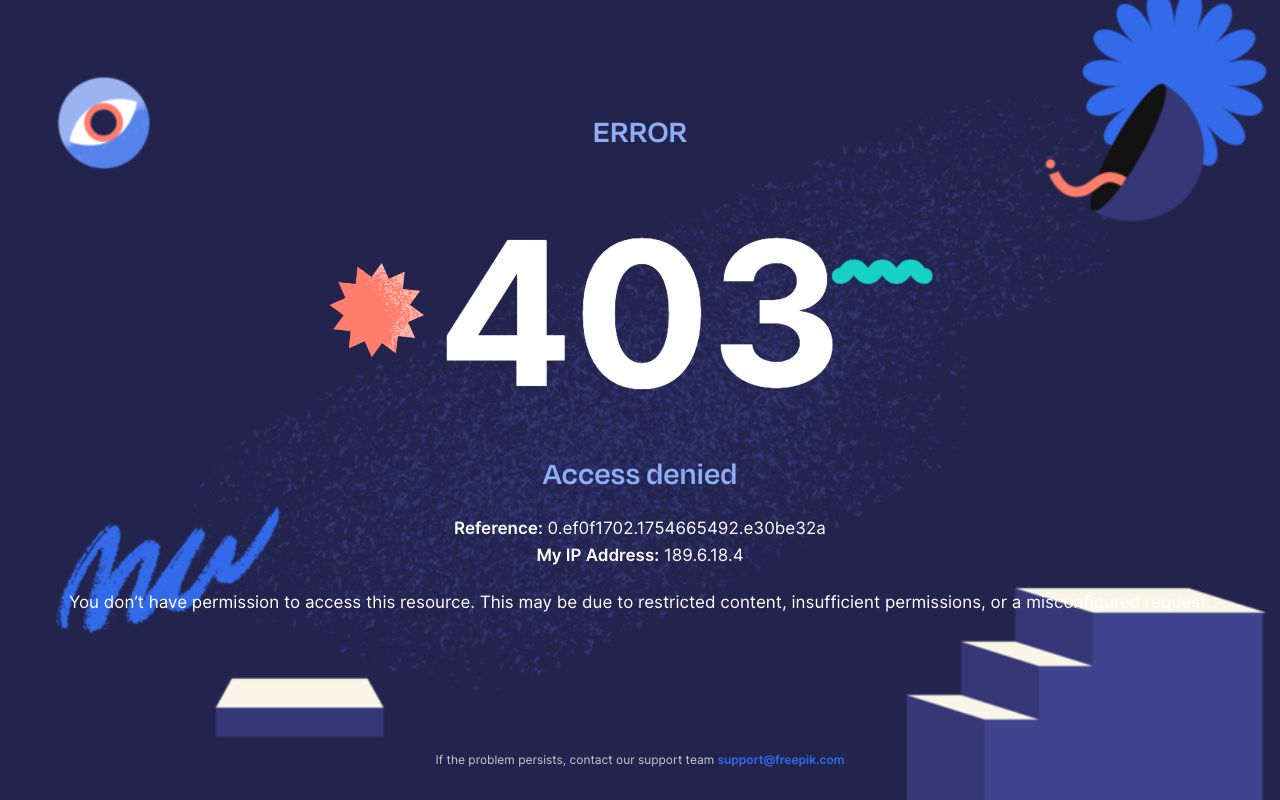 ERROR
403
Access denied
Reference: 0.ef0f1702.1754665492.e30be32a
My IP Address: 189.6.18.4
You don’t have permission to access this resource. This may be due to restricted content, insufficient permissions, or a misconfigured request.
If the problem persists, contact our support team support@freepik.com